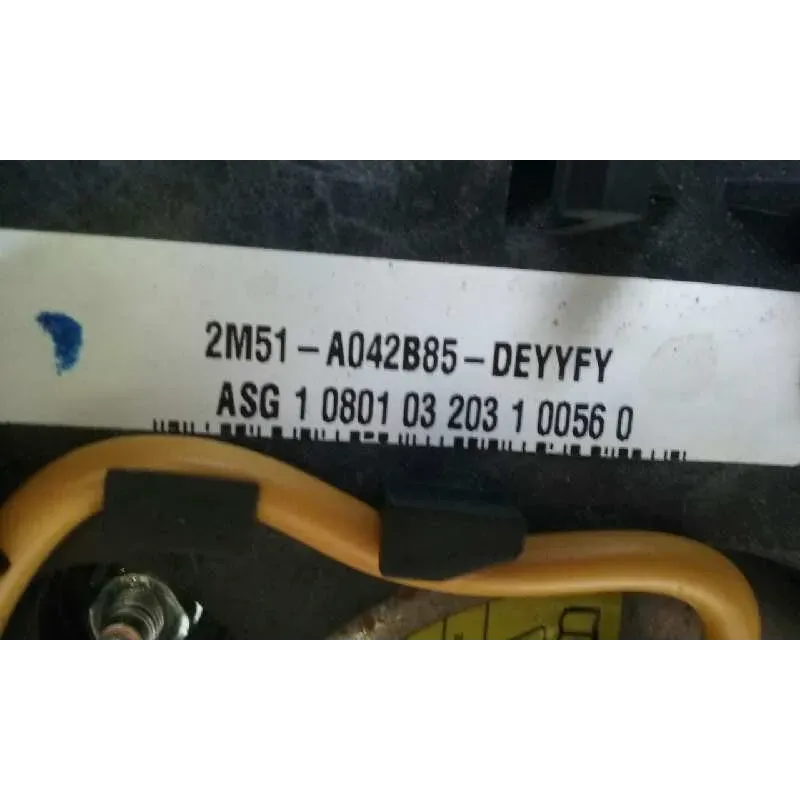 2M51-A042B85-DEYYFY
ASG 1 0801 03 203 1 0056 0